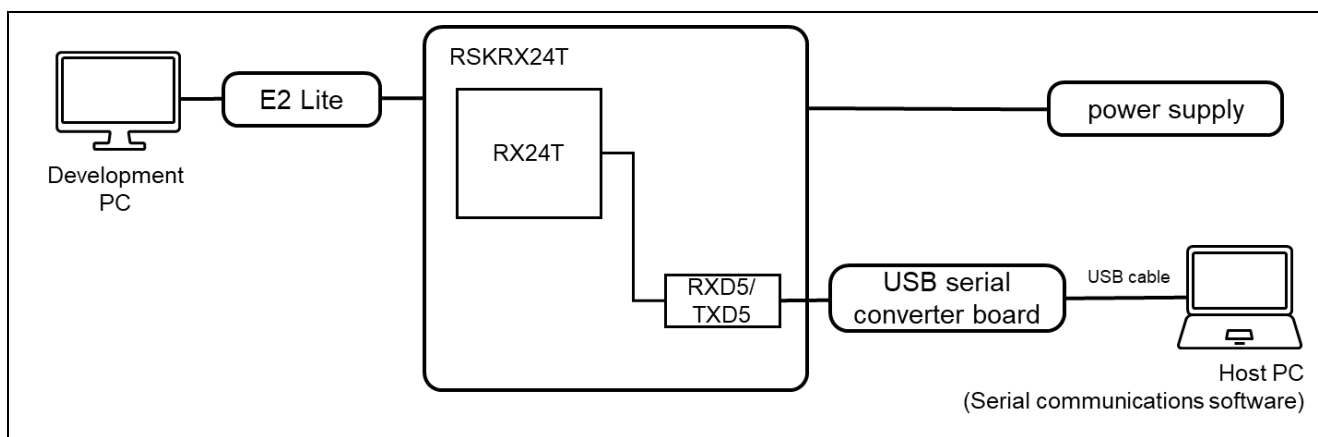 RSKRX24T
E2 Lite
power supply
RX24T
Development
PC
RXD5/
TXD5
USB serial
converter board
USB cable
Host PC
(Serial communications software)